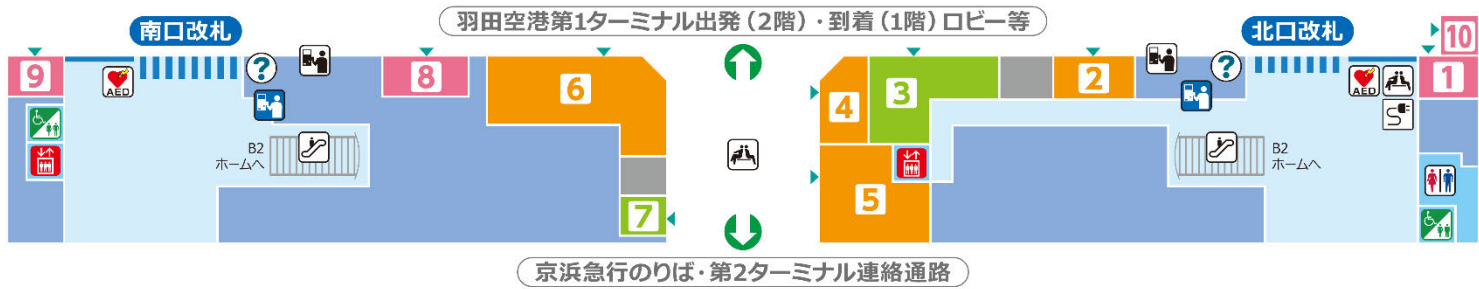 羽田空港第1ターミナル出発(2階)・到着(1階)ロビー等
南口改札
北口改札
10
9
8
6
4
3
2
1
AED
?
?
AED
B2
ホームへ
B2
ホームへ
7
5
京浜急行のりば・第2ターミナル連絡通路